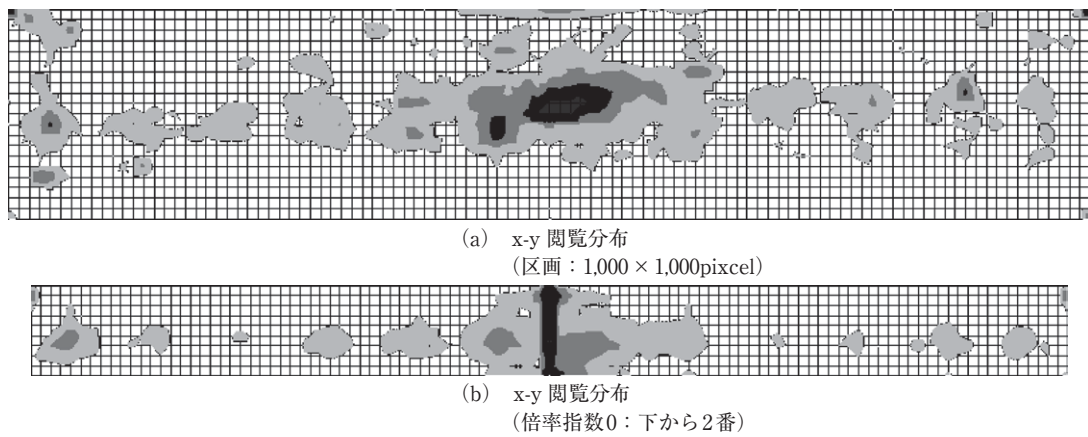 (a) x-y 閲覧分布
(区画：1,000 × 1,000pixcel)
(b) x-y 閲覧分布
(倍率指数0：下から2番)